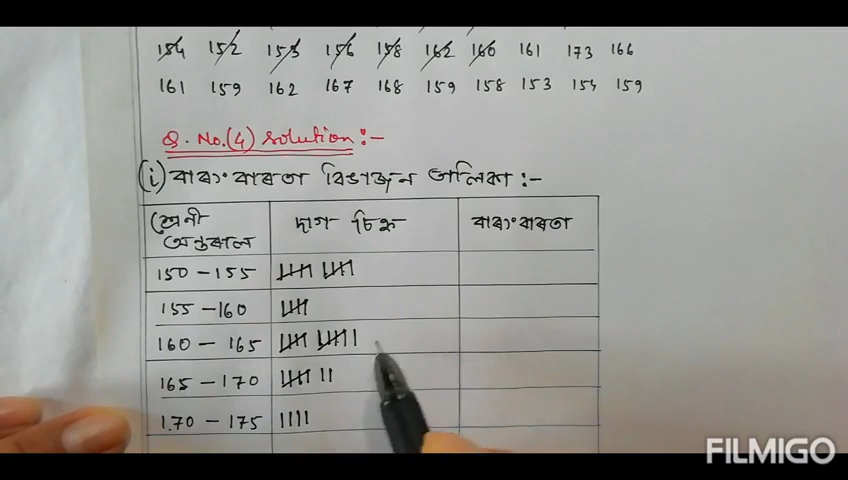 154 152 153 156 158 162 160 161 173 166
161 159 162 167 168 159 158 153 154 159
Q. No.(4) Solution :-
(i) বাৰংবাৰতা বিভাজন তালিকা :-
শ্ৰেণী অন্তৰাল দাগ চিহ্ন বাৰংবাৰতা
150 - 155 |||| ||||
155 - 160 ||||
160 - 165 |||| |||| |
165 - 170 |||| ||
170 - 175 ||||
FILMIGO